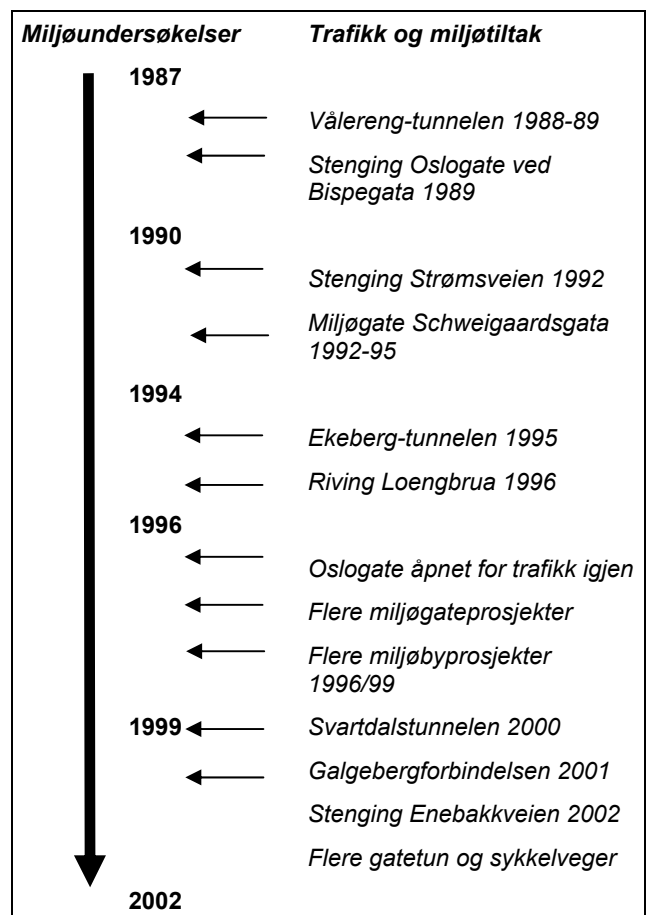 Miljøundersøkelser Trafikk og miljøtiltak
1987
Vålereng-tunnelen 1988-89
Stenging Oslogate ved
Bispegata 1989
1990
Stenging Strømsveien 1992
Miljøgate Schweigaardsgata
1992-95
1994
Ekeberg-tunnelen 1995
Riving Loengbrua 1996
1996
Oslogate åpnet for trafikk igjen
Flere miljøgateprosjekter
Flere miljøbyprosjekter
1996/99
1999 Svartdalstunnelen 2000
Galgebergforbindelsen 2001
Stenging Enebakkveien 2002
Flere gatetun og sykkelveger
2002